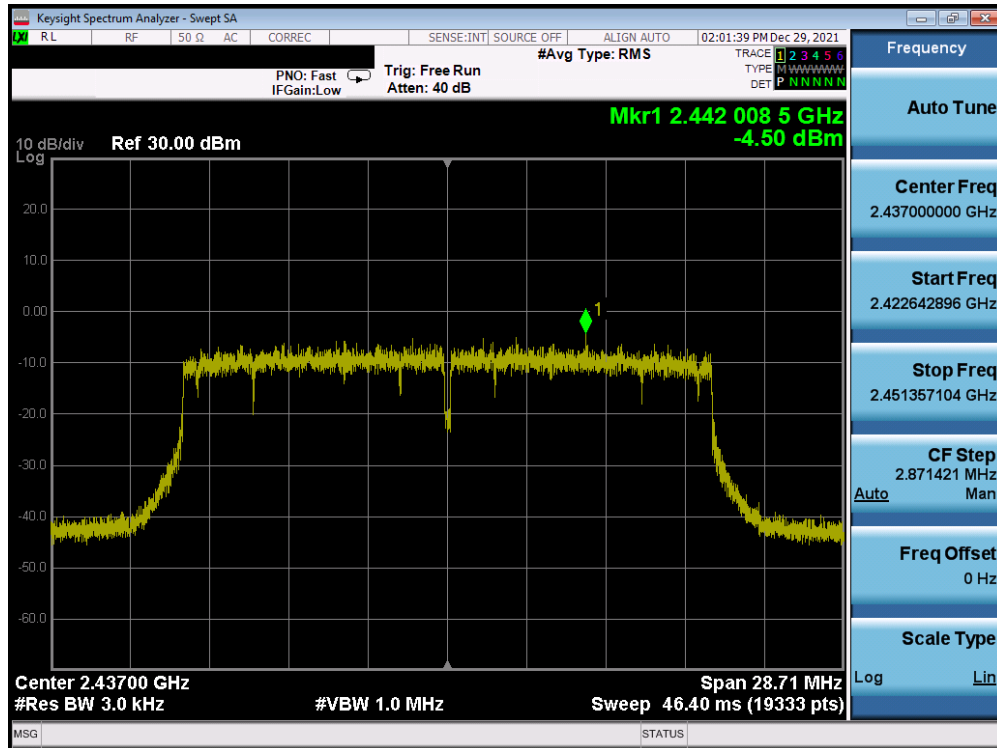 Keysight Spectrum Analyzer - Swept SA
LXI RL RF 50 Ω AC CORREC SENSE:INT SOURCE OFF ALIGN AUTO 02:01:39 PM Dec 29, 2021
#Avg Type: RMS
TRACE 1 2 3 4 5 6
TYPE M W W W W W
DET P N N N N N
PNO: Fast
IFGain:Low
Trig: Free Run
Atten: 40 dB
Mkr1 2.442 008 5 GHz
-4.50 dBm
10 dB/div Ref 30.00 dBm
Log
20.0
10.0
0.00
-10.0
-20.0
-30.0
-40.0
-50.0
-60.0
1
Center 2.43700 GHz Span 28.71 MHz
#Res BW 3.0 kHz #VBW 1.0 MHz Sweep 46.40 ms (19333 pts)
MSG STATUS
Frequency
Auto Tune
Center Freq
2.437000000 GHz
Start Freq
2.422642896 GHz
Stop Freq
2.451357104 GHz
CF Step
2.871421 MHz
Auto Man
Freq Offset
0 Hz
Scale Type
Log Lin